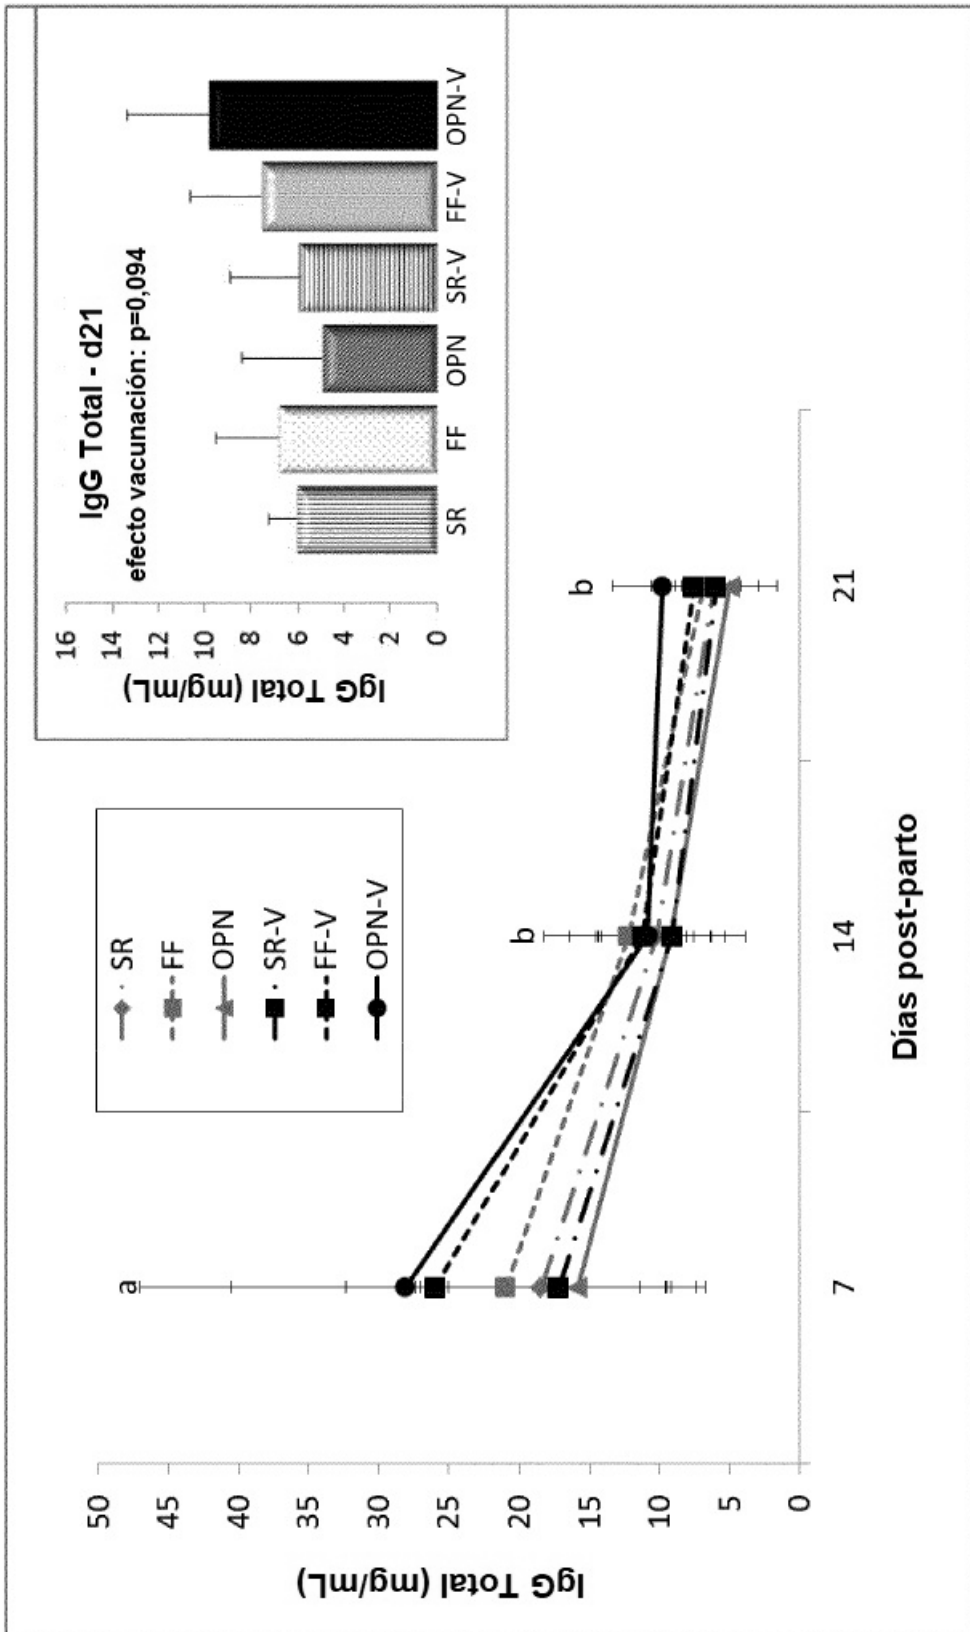 IgG Total (mg/mL)
50
45
40
35
30
25
20
15
10
5
0
a
b
b
7
14
21
Días post-parto
SR
FF
OPN
SR-V
FF-V
OPN-V
IgG Total - d21
efecto vacunación: p=0,094
IgG Total (mg/mL)
16
14
12
10
8
6
4
2
0
SR FF OPN SR-V FF-V OPN-V